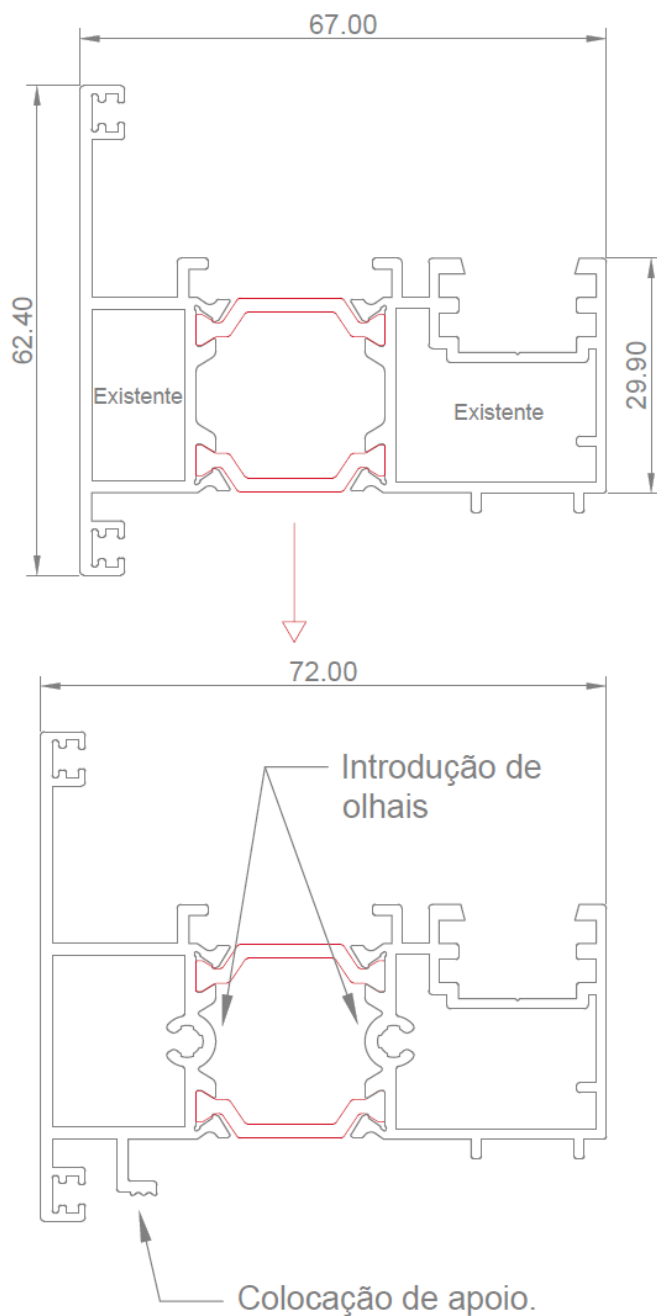 67.00
62.40
29.90
Existente
Existente
72.00
Introdução de
olhais
Colocação de apoio.